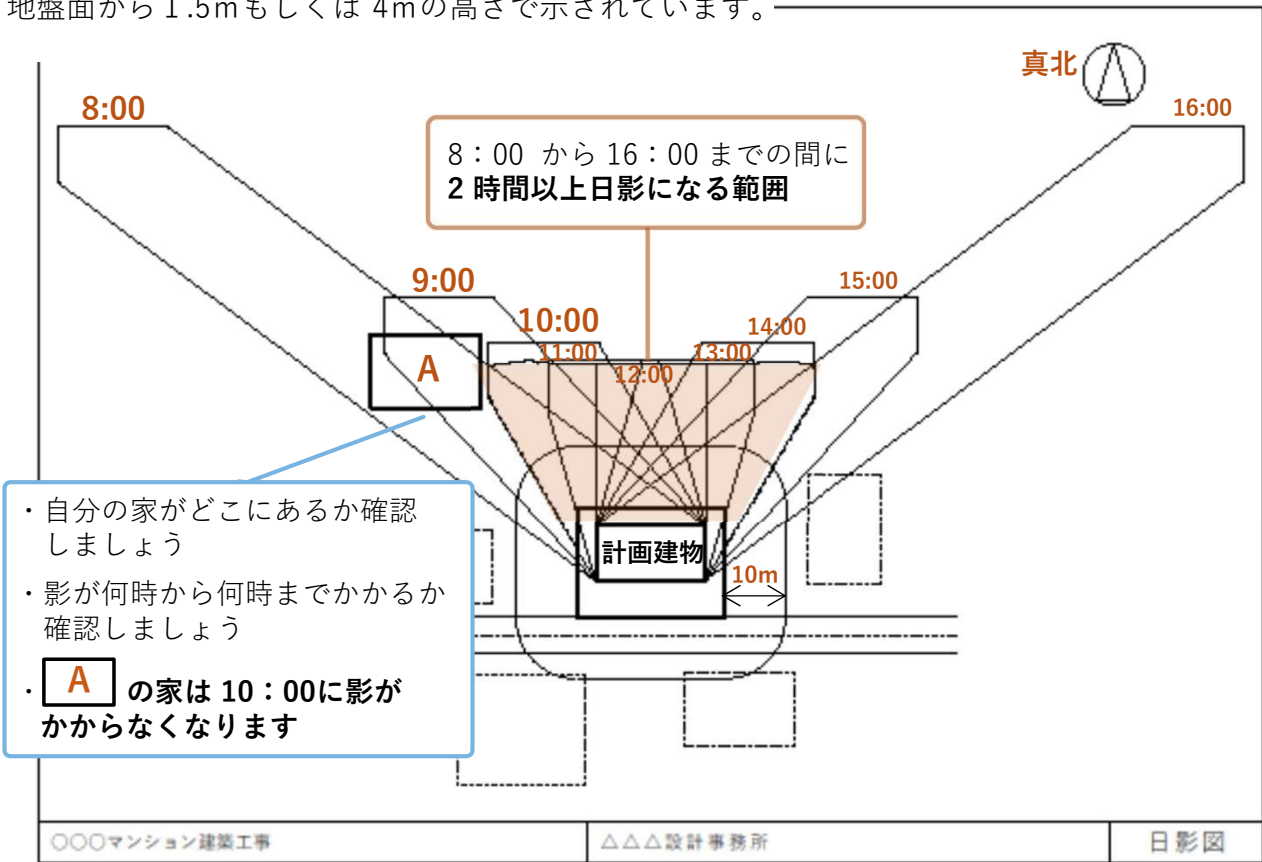 地盤面から1.5mもしくは 4mの高さで示されています。
真北
8:00
16:00
8：00 から 16：00 までの間に
2 時間以上日影になる範囲
9:00
15:00
10:00
14:00
11:00
13:00
12:00
A
・自分の家がどこにあるか確認
しましょう
・影が何時から何時までかかるか
確認しましょう
・ A の家は 10：00に影が
かからなくなります
計画建物
10m
○○○マンション建築工事
△△△設計事務所
日影図